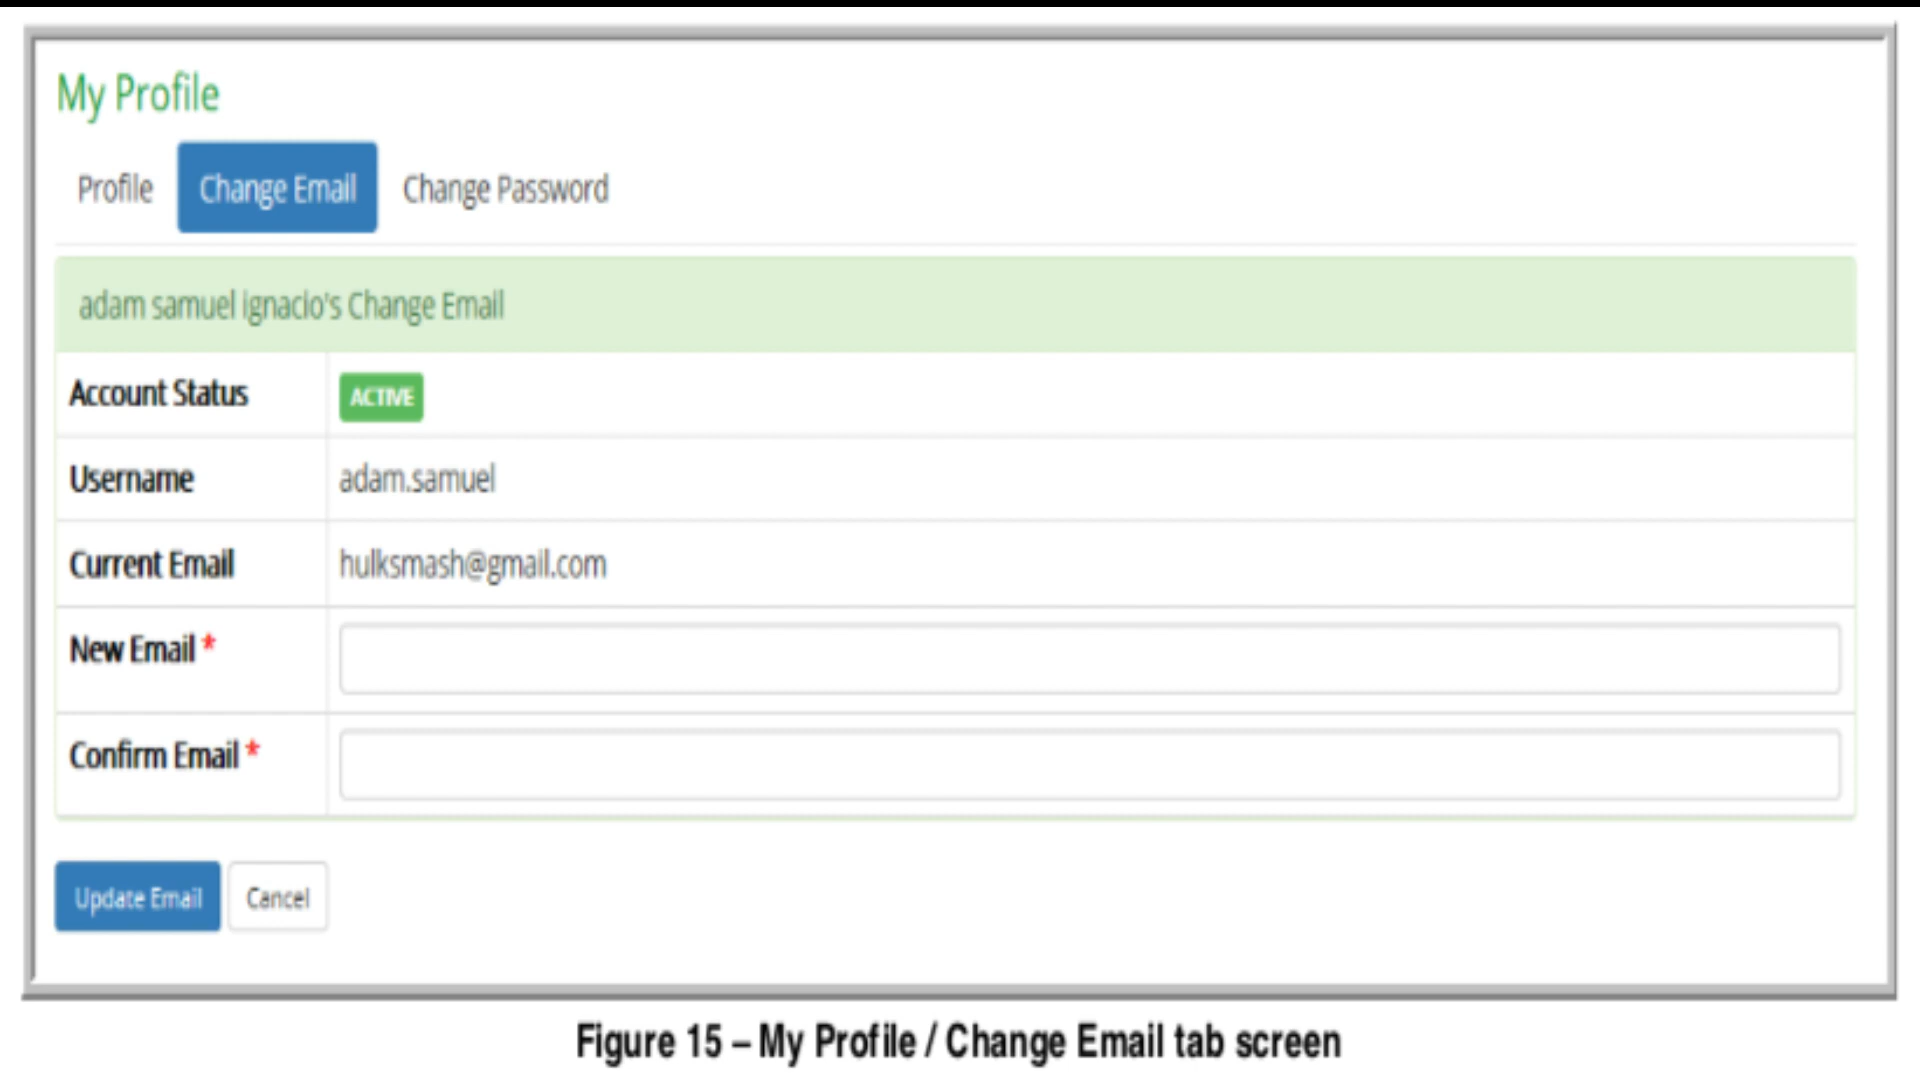 My Profile
Profile Change Email Change Password
adam samuel ignacio's Change Email
Account Status ACTIVE
Username adam.samuel
Current Email hulksmash@gmail.com
New Email *
Confirm Email *
Update Email Cancel
Figure 15 – My Profile / Change Email tab screen